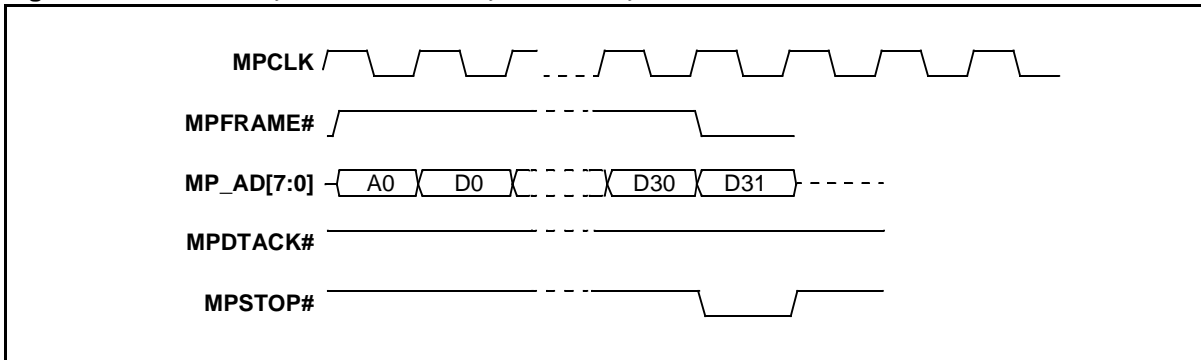 MPCLK
MPFRAME#
MP_AD[7:0] A0 D0 D30 D31
MPDTACK#
MPSTOP#